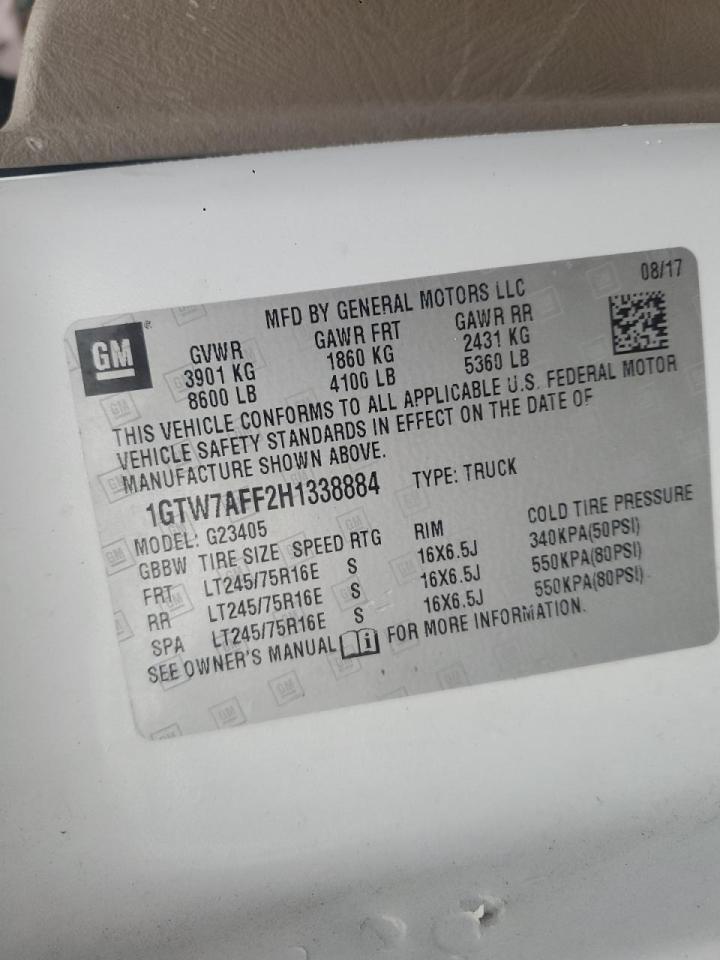 08/17
MFD BY GENERAL MOTORS LLC
GM
GVWR GAWR FRT GAWR RR
3901 KG 1860 KG 2431 KG
8600 LB 4100 LB 5360 LB
THIS VEHICLE CONFORMS TO ALL APPLICABLE U.S. FEDERAL MOTOR
VEHICLE SAFETY STANDARDS IN EFFECT ON THE DATE OF
MANUFACTURE SHOWN ABOVE.
1GTW7AFF2H1338884 TYPE: TRUCK
MODEL: G23405
GBBW TIRE SIZE SPEED RTG RIM COLD TIRE PRESSURE
FRT LT245/75R16E S 16X6.5J 340KPA(50PSI)
RR LT245/75R16E S 16X6.5J 550KPA(80PSI)
SPA LT245/75R16E S 16X6.5J 550KPA(80PSI)
SEE OWNER'S MANUAL i FOR MORE INFORMATION.